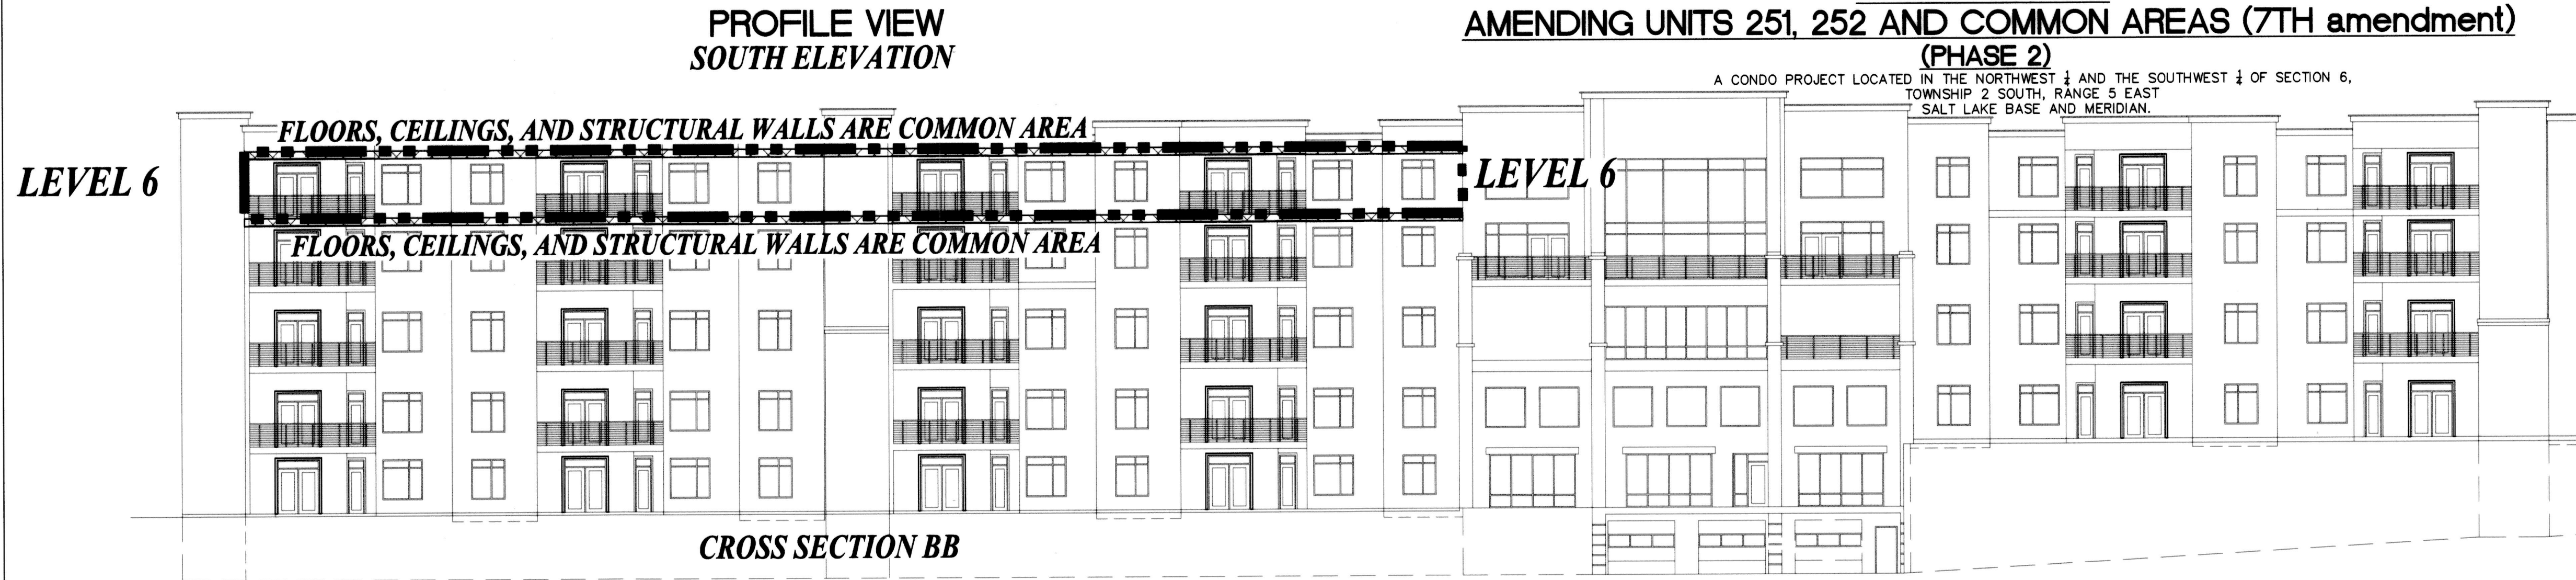 PROFILE VIEW
SOUTH ELEVATION
AMENDING UNITS 251, 252 AND COMMON AREAS (7TH amendment)
(PHASE 2)
A CONDO PROJECT LOCATED IN THE NORTHWEST ¼ AND THE SOUTHWEST ¼ OF SECTION 6,
TOWNSHIP 2 SOUTH, RANGE 5 EAST
SALT LAKE BASE AND MERIDIAN.
FLOORS, CEILINGS, AND STRUCTURAL WALLS ARE COMMON AREA
LEVEL 6
LEVEL 6
FLOORS, CEILINGS, AND STRUCTURAL WALLS ARE COMMON AREA
CROSS SECTION BB